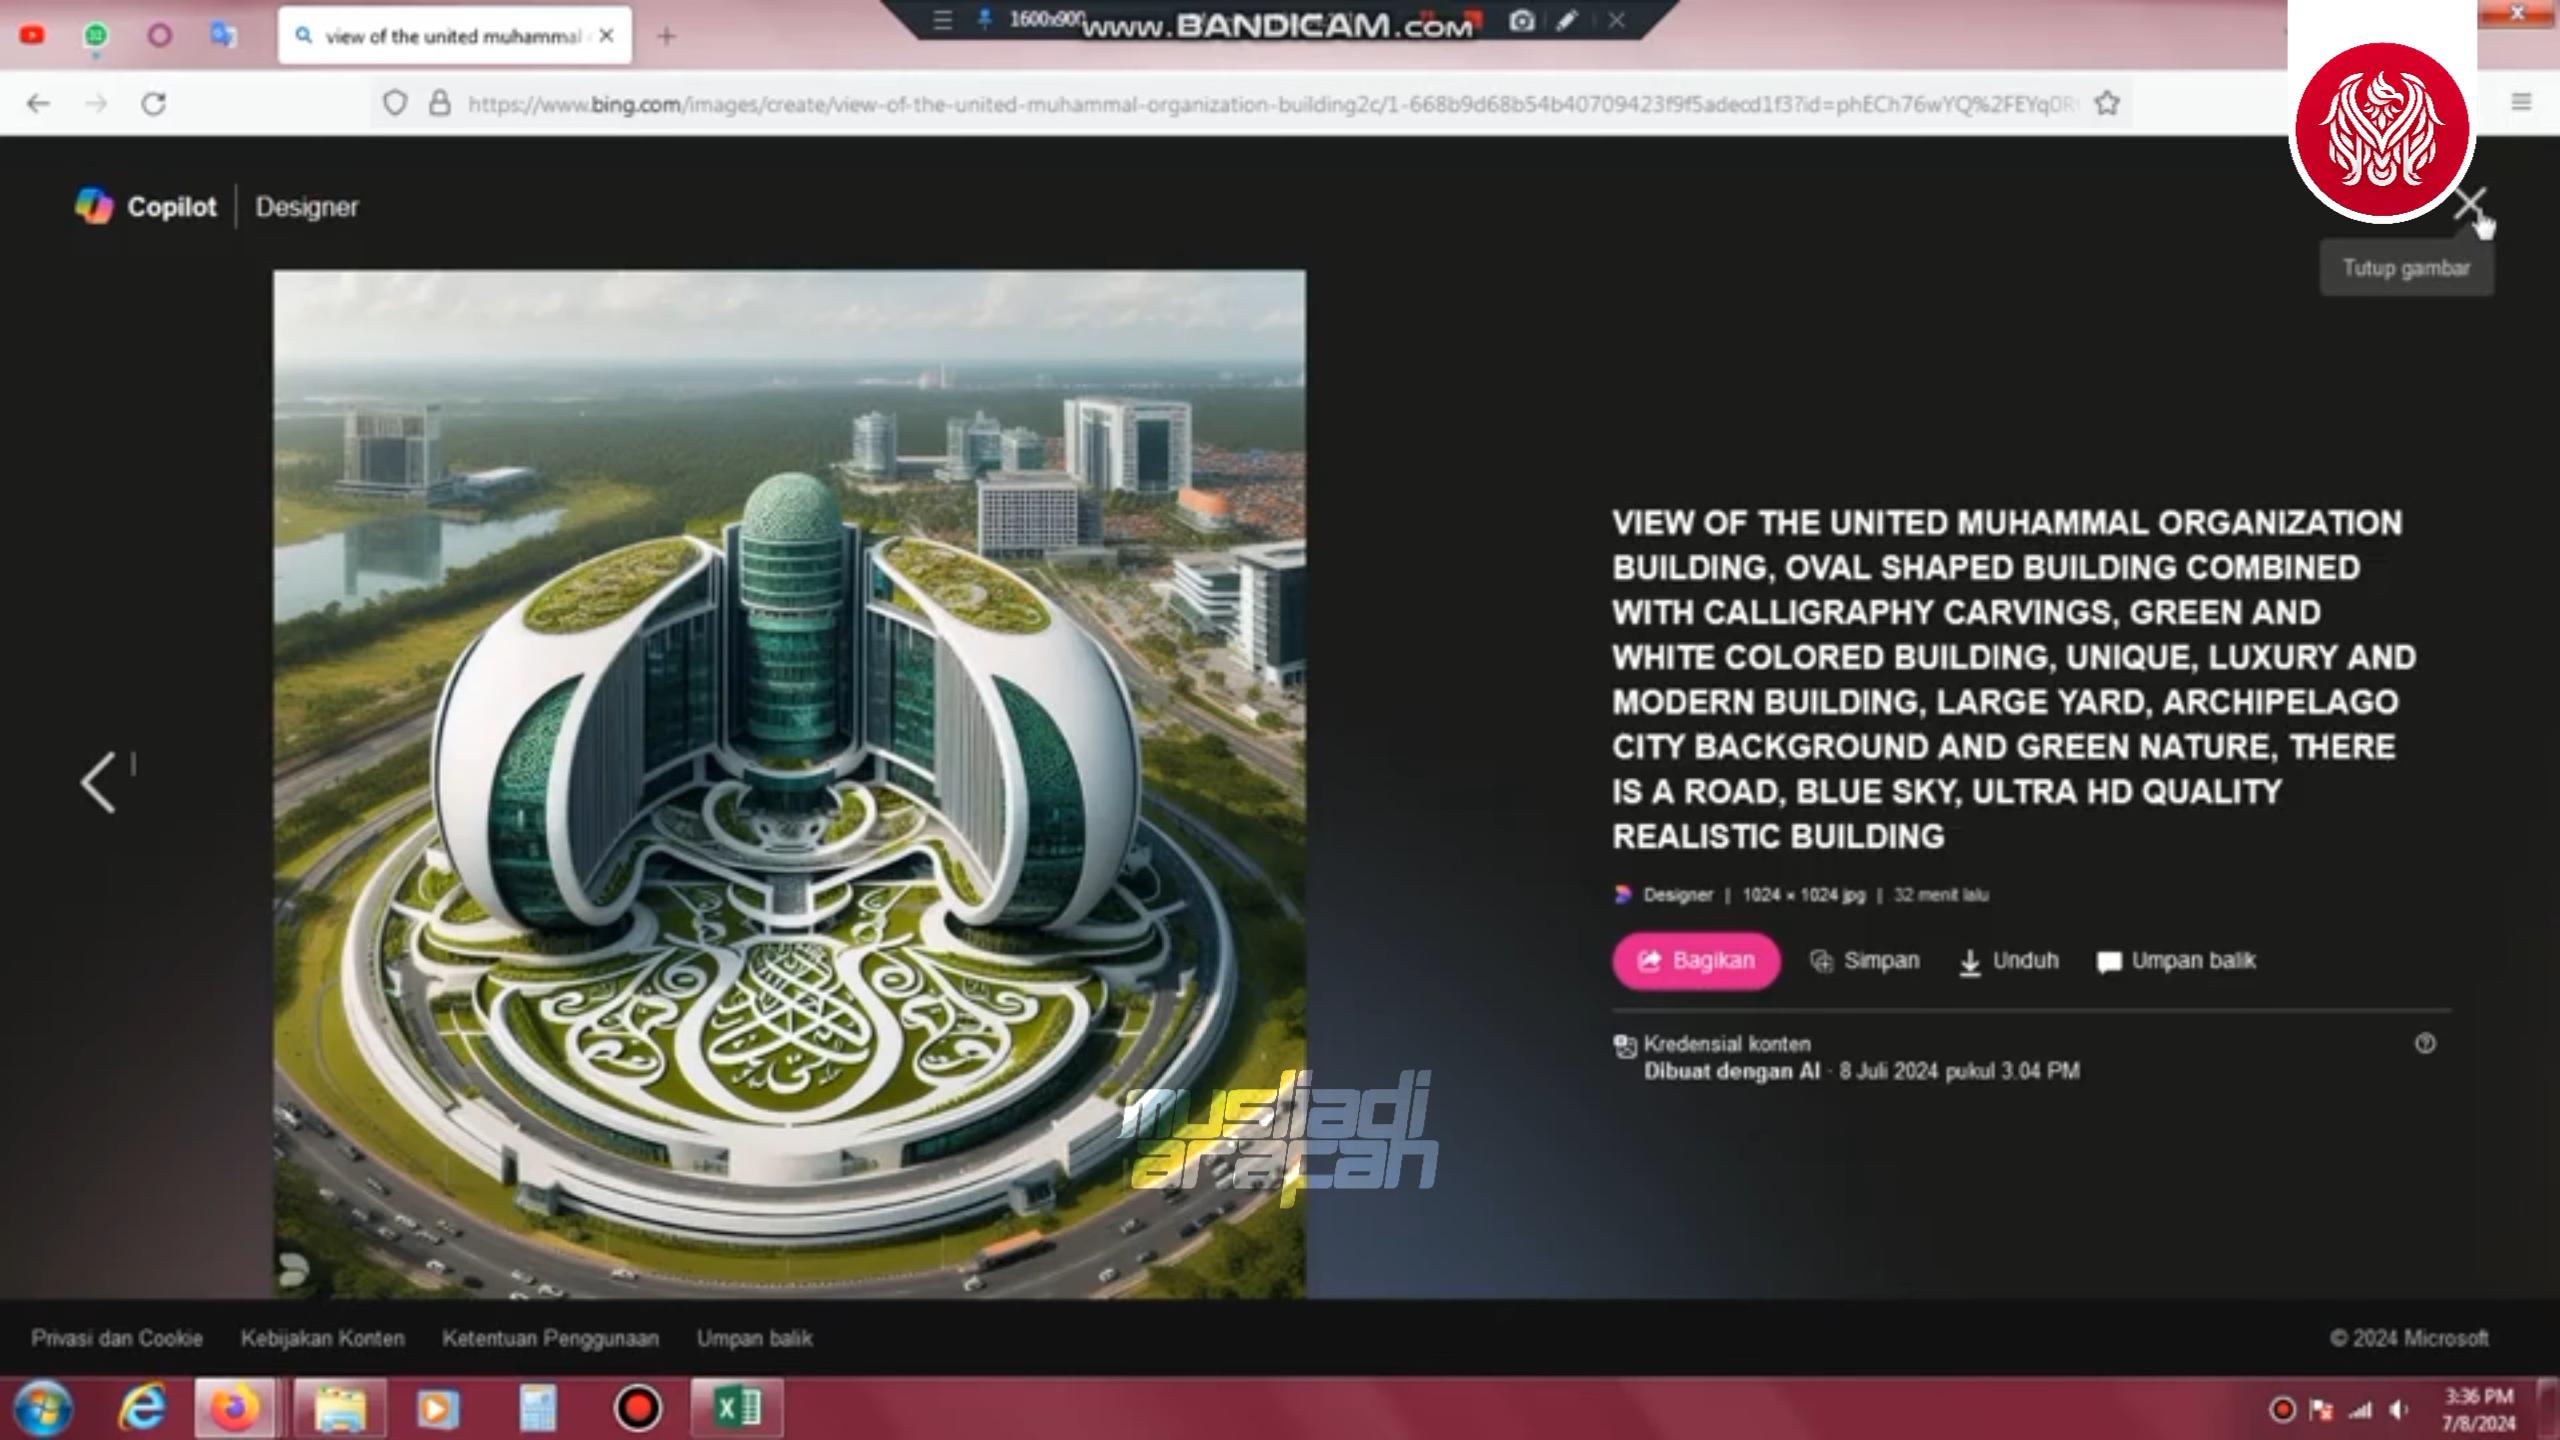 view of the united muhammal
1600x900
www.BANDICAM.com
https://www.bing.com/images/create/view-of-the-united-muhammal-organization-building2c/1-668b9d68b54b40709423f9f5adecd1f3?id=phECh76wYQ%2FEYq0R
Copilot | Designer
Tutup gambar
VIEW OF THE UNITED MUHAMMAL ORGANIZATION
BUILDING, OVAL SHAPED BUILDING COMBINED
WITH CALLIGRAPHY CARVINGS, GREEN AND
WHITE COLORED BUILDING, UNIQUE, LUXURY AND
MODERN BUILDING, LARGE YARD, ARCHIPELAGO
CITY BACKGROUND AND GREEN NATURE, THERE
IS A ROAD, BLUE SKY, ULTRA HD QUALITY
REALISTIC BUILDING
Designer | 1024 × 1024 jpg | 32 menit lalu
Bagikan Simpan Unduh Umpan balik
Kredensial konten
Dibuat dengan AI · 8 Juli 2024 pukul 3.04 PM
musliadi
arapah
Privasi dan Cookie Kebijakan Konten Ketentuan Penggunaan Umpan balik © 2024 Microsoft
3:36 PM
7/8/2024